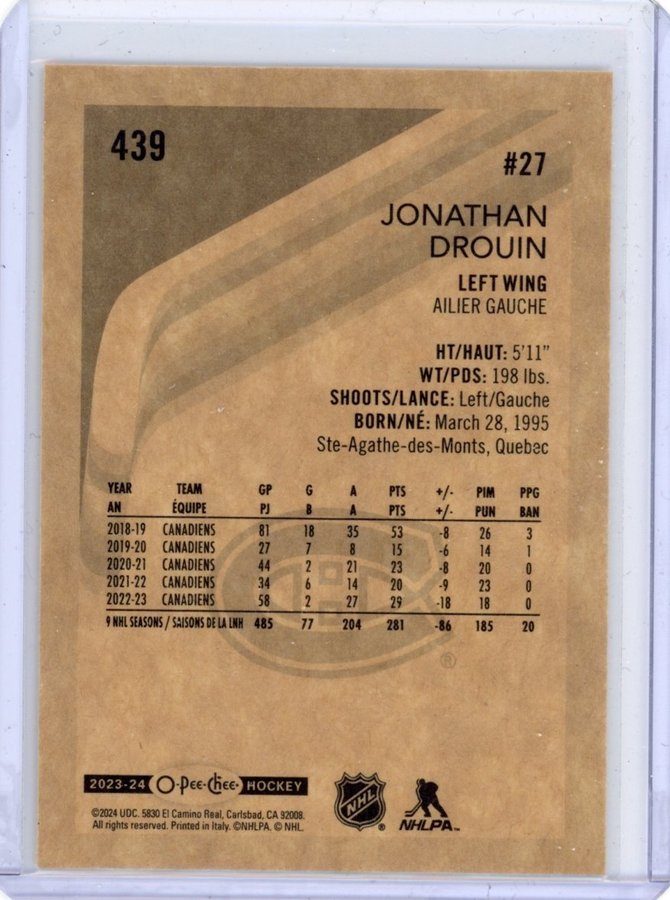 439
#27
JONATHAN
DROUIN
LEFT WING
AILIER GAUCHE
HT/HAUT: 5'11"
WT/PDS: 198 lbs.
SHOOTS/LANCE: Left/Gauche
BORN/NÉ: March 28, 1995
Ste-Agathe-des-Monts, Quebec
YEAR TEAM GP G A PTS +/- PIM PPG
AN ÉQUIPE PJ B A PTS +/- PUN BAN
2018-19 CANADIENS 81 18 35 53 -8 26 3
2019-20 CANADIENS 27 7 8 15 -6 14 1
2020-21 CANADIENS 44 2 21 23 -8 20 0
2021-22 CANADIENS 34 6 14 20 -9 23 0
2022-23 CANADIENS 58 2 27 29 -18 18 0
9 NHL SEASONS / SAISONS DE LA LNH 485 77 204 281 -86 185 20
®
2023-24 O-Pee-Chee HOCKEY
©2024 UDC. 5830 El Camino Real, Carlsbad, CA 92008.
All rights reserved. Printed in Italy. ©NHLPA. © NHL.
NHL ®
NHLPA™